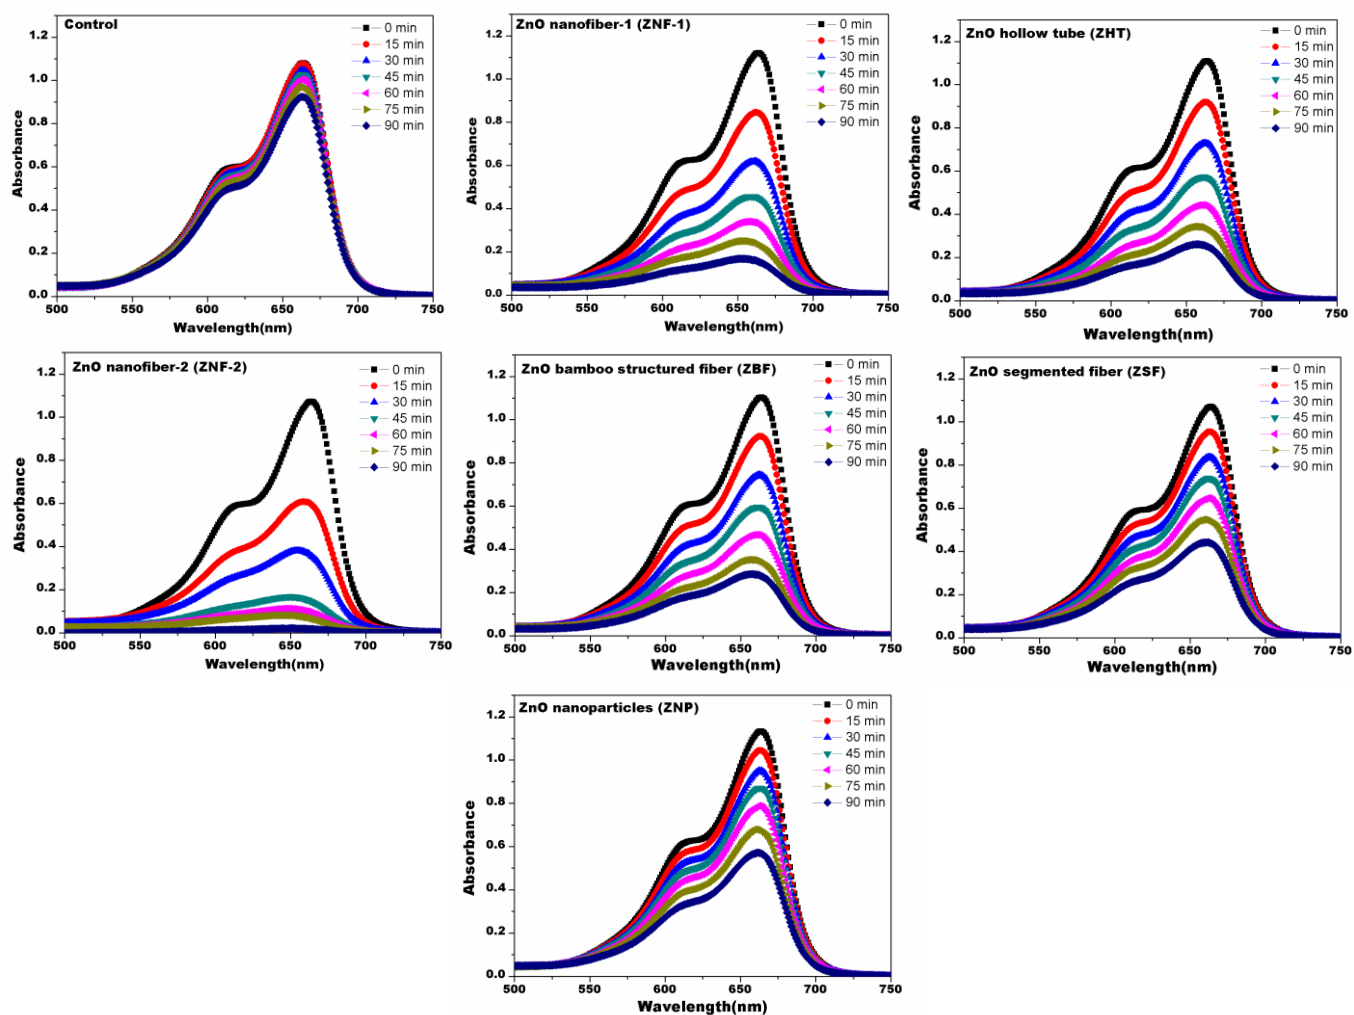 Control
0 min
15 min
30 min
45 min
60 min
75 min
90 min
1.2
1.0
0.8
0.6
0.4
0.2
0.0
Absorbance
500 550 600 650 700 750
Wavelength(nm)
ZnO nanofiber-1 (ZNF-1)
0 min
15 min
30 min
45 min
60 min
75 min
90 min
1.2
1.0
0.8
0.6
0.4
0.2
0.0
Absorbance
500 550 600 650 700 750
Wavelength(nm)
ZnO hollow tube (ZHT)
0 min
15 min
30 min
45 min
60 min
75 min
90 min
1.2
1.0
0.8
0.6
0.4
0.2
0.0
Absorbance
500 550 600 650 700 750
Wavelength(nm)
ZnO nanofiber-2 (ZNF-2)
0 min
15 min
30 min
45 min
60 min
75 min
90 min
1.2
1.0
0.8
0.6
0.4
0.2
0.0
Absorbance
500 550 600 650 700 750
Wavelength(nm)
ZnO bamboo structured fiber (ZBF)
0 min
15 min
30 min
45 min
60 min
75 min
90 min
1.2
1.0
0.8
0.6
0.4
0.2
0.0
Absorbance
500 550 600 650 700 750
Wavelength(nm)
ZnO segmented fiber (ZSF)
0 min
15 min
30 min
45 min
60 min
75 min
90 min
1.2
1.0
0.8
0.6
0.4
0.2
0.0
Absorbance
500 550 600 650 700 750
Wavelength(nm)
ZnO nanoparticles (ZNP)
0 min
15 min
30 min
45 min
60 min
75 min
90 min
1.2
1.0
0.8
0.6
0.4
0.2
0.0
Absorbance
500 550 600 650 700 750
Wavelength(nm)